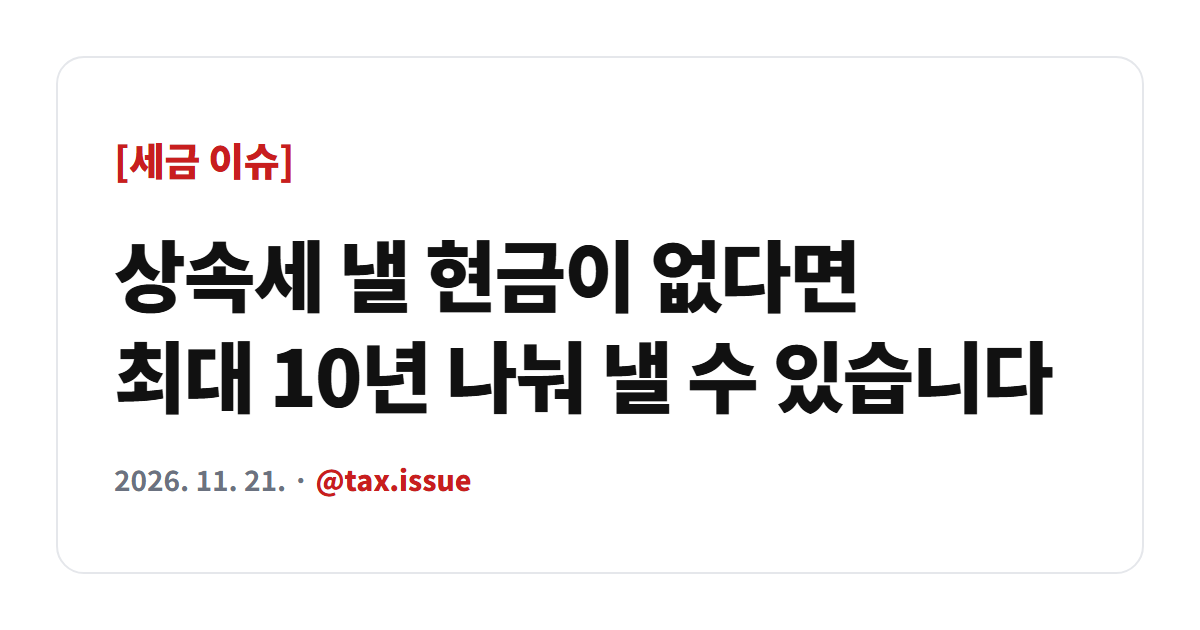 [세금 이슈]
상속세 낼 현금이 없다면
최대 10년 나눠 낼 수 있습니다
2026. 11. 21. · @tax.issue